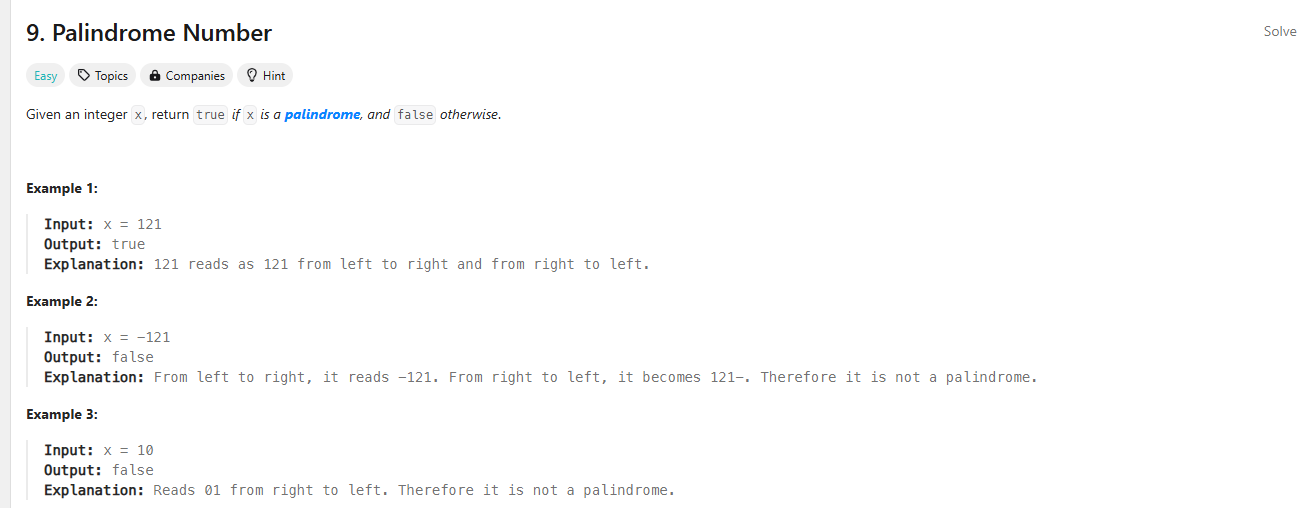 9. Palindrome Number
Solve
Easy Topics Companies Hint
Given an integer x, return true if x is a palindrome, and false otherwise.
Example 1:
Input: x = 121
Output: true
Explanation: 121 reads as 121 from left to right and from right to left.
Example 2:
Input: x = -121
Output: false
Explanation: From left to right, it reads -121. From right to left, it becomes 121-. Therefore it is not a palindrome.
Example 3:
Input: x = 10
Output: false
Explanation: Reads 01 from right to left. Therefore it is not a palindrome.